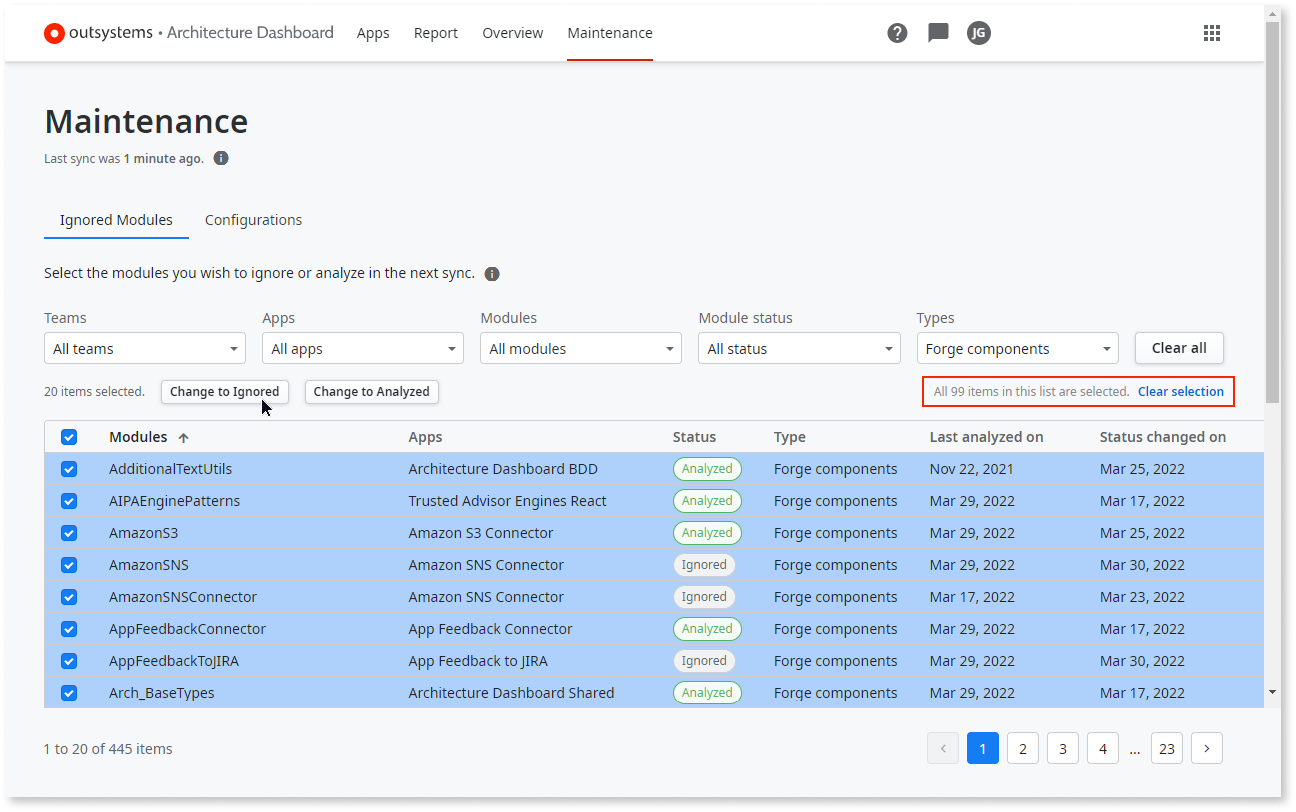 outsystems • Architecture Dashboard Apps Report Overview Maintenance ? JG
Maintenance
Last sync was 1 minute ago. i
Ignored Modules Configurations
Select the modules you wish to ignore or analyze in the next sync. i
Teams Apps Modules Module status Types
All teams All apps All modules All status Forge components Clear all
20 items selected. Change to Ignored Change to Analyzed All 99 items in this list are selected. Clear selection
Modules Apps Status Type Last analyzed on Status changed on
AdditionalTextUtils Architecture Dashboard BDD Analyzed Forge components Nov 22, 2021 Mar 25, 2022
AIPAEnginePatterns Trusted Advisor Engines React Analyzed Forge components Mar 29, 2022 Mar 17, 2022
AmazonS3 Amazon S3 Connector Analyzed Forge components Mar 29, 2022 Mar 25, 2022
AmazonSNS Amazon SNS Connector Ignored Forge components Mar 29, 2022 Mar 30, 2022
AmazonSNSConnector Amazon SNS Connector Ignored Forge components Mar 17, 2022 Mar 23, 2022
AppFeedbackConnector App Feedback Connector Analyzed Forge components Mar 29, 2022 Mar 17, 2022
AppFeedbackToJIRA App Feedback to JIRA Ignored Forge components Mar 29, 2022 Mar 30, 2022
Arch_BaseTypes Architecture Dashboard Shared Analyzed Forge components Mar 29, 2022 Mar 17, 2022
1 to 20 of 445 items 1 2 3 4 ... 23